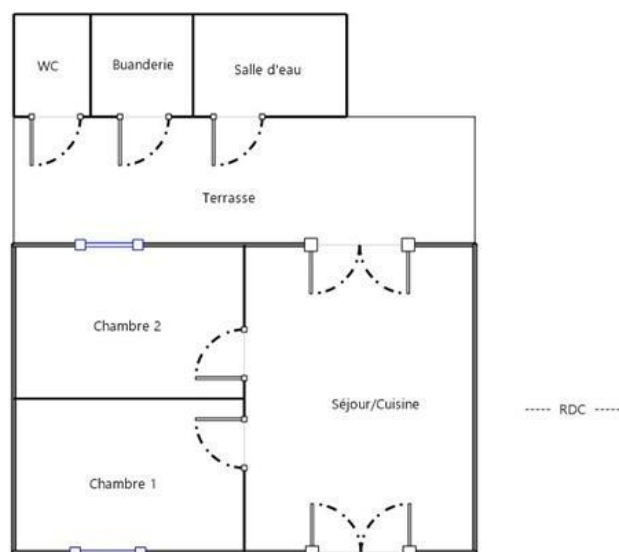 WC
Buanderie
Salle d'eau
Terrasse
Chambre 2
Séjour/Cuisine
----- RDC -----
Chambre 1